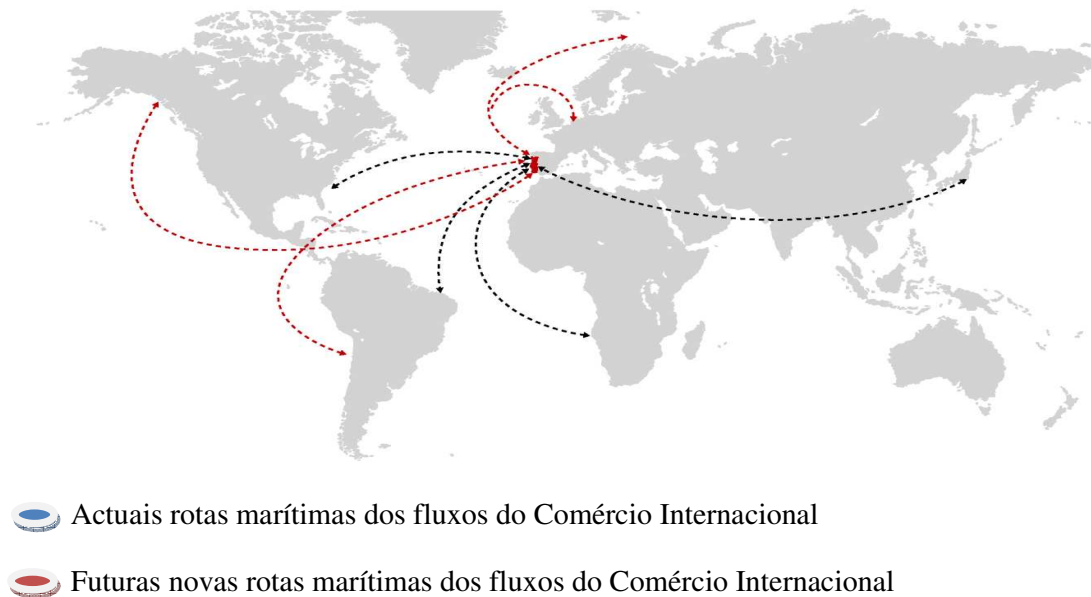 Actuais rotas marítimas dos fluxos do Comércio Internacional
Futuras novas rotas marítimas dos fluxos do Comércio Internacional